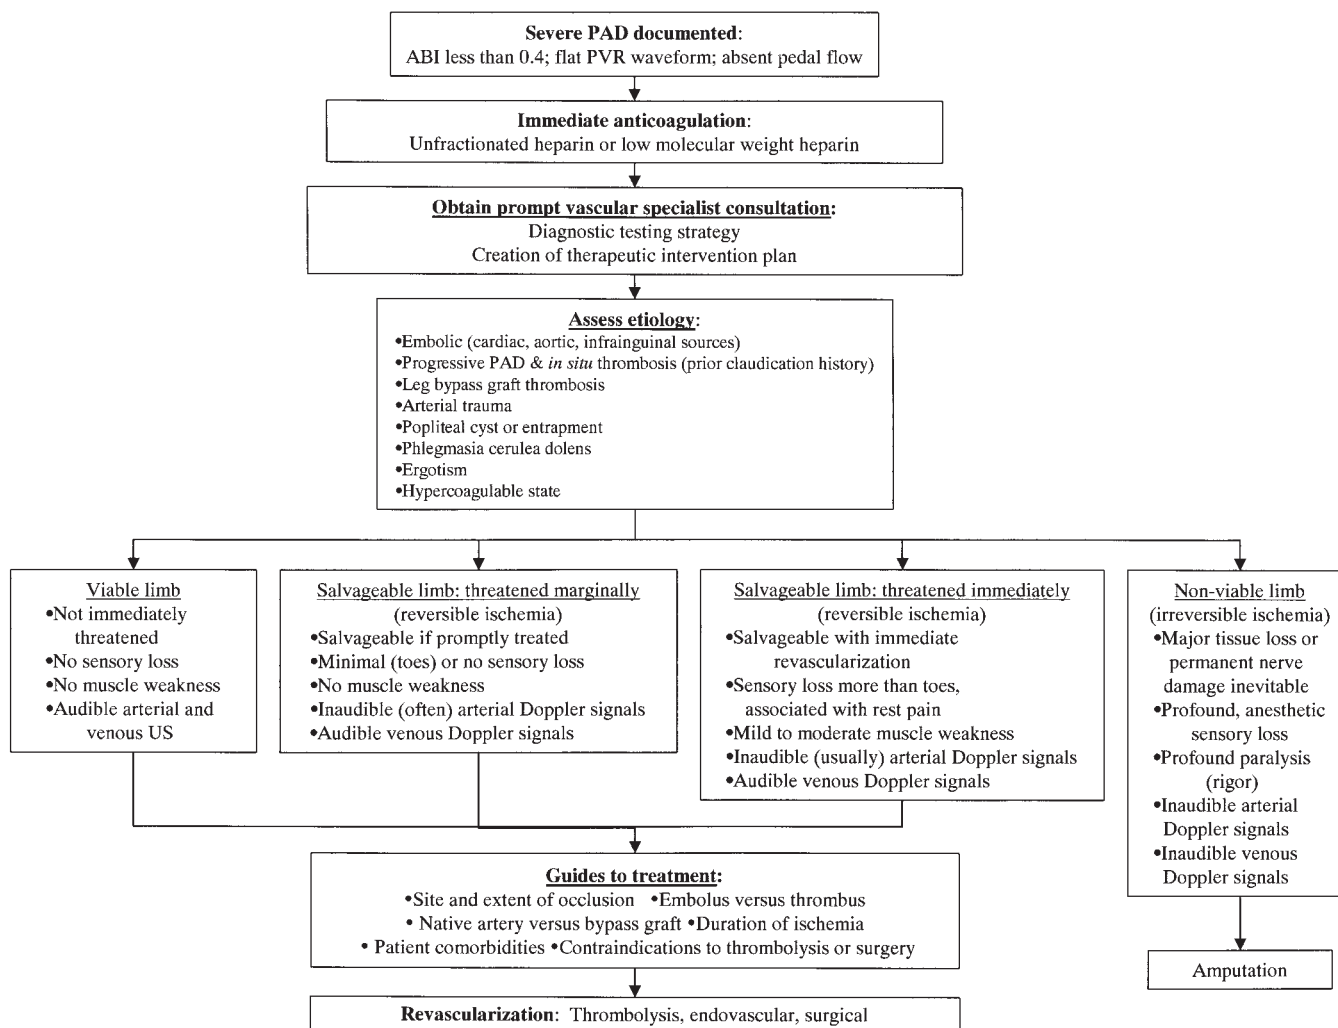 Severe PAD documented:
ABI less than 0.4; flat PVR waveform; absent pedal flow
Immediate anticoagulation:
Unfractionated heparin or low molecular weight heparin
Obtain prompt vascular specialist consultation:
Diagnostic testing strategy
Creation of therapeutic intervention plan
Assess etiology:
•Embolic (cardiac, aortic, infrainguinal sources)
•Progressive PAD & in situ thrombosis (prior claudication history)
•Leg bypass graft thrombosis
•Arterial trauma
•Popliteal cyst or entrapment
•Phlegmasia cerulea dolens
•Ergotism
•Hypercoagulable state
Viable limb
•Not immediately
threatened
•No sensory loss
•No muscle weakness
•Audible arterial and
venous US
Salvageable limb: threatened marginally
(reversible ischemia)
•Salvageable if promptly treated
•Minimal (toes) or no sensory loss
•No muscle weakness
•Inaudible (often) arterial Doppler signals
•Audible venous Doppler signals
Salvageable limb: threatened immediately
(reversible ischemia)
•Salvageable with immediate
revascularization
•Sensory loss more than toes,
associated with rest pain
•Mild to moderate muscle weakness
•Inaudible (usually) arterial Doppler signals
•Audible venous Doppler signals
Non-viable limb
(irreversible ischemia)
•Major tissue loss or
permanent nerve
damage inevitable
•Profound, anesthetic
sensory loss
•Profound paralysis
(rigor)
•Inaudible arterial
Doppler signals
•Inaudible venous
Doppler signals
Guides to treatment:
•Site and extent of occlusion •Embolus versus thrombus
• Native artery versus bypass graft •Duration of ischemia
• Patient comorbidities •Contraindications to thrombolysis or surgery
Amputation
Revascularization: Thrombolysis, endovascular, surgical